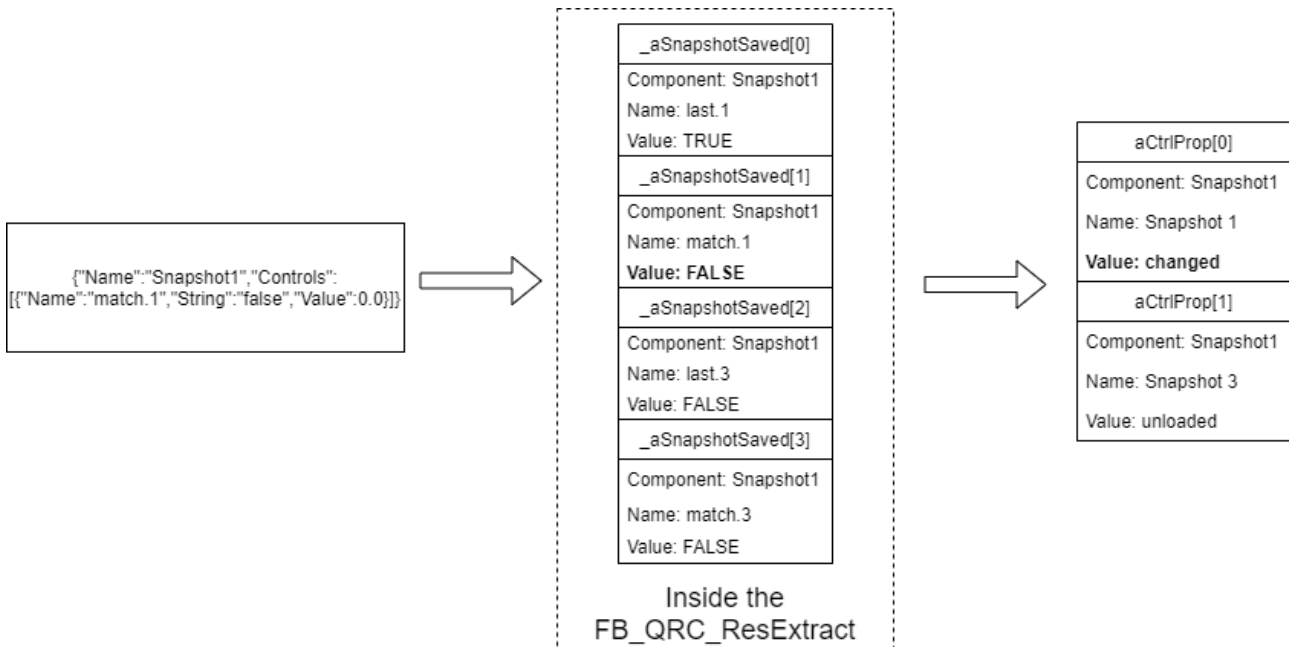 {"Name":"Snapshot1","Controls":
[{"Name":"match.1","String":"false","Value":0.0}]}
_aSnapshotSaved[0]
Component: Snapshot1
Name: last.1
Value: TRUE
_aSnapshotSaved[1]
Component: Snapshot1
Name: match.1
Value: FALSE
_aSnapshotSaved[2]
Component: Snapshot1
Name: last.3
Value: FALSE
_aSnapshotSaved[3]
Component: Snapshot1
Name: match.3
Value: FALSE
Inside the
FB_QRC_ResExtract
aCtrlProp[0]
Component: Snapshot1
Name: Snapshot 1
Value: changed
aCtrlProp[1]
Component: Snapshot1
Name: Snapshot 3
Value: unloaded